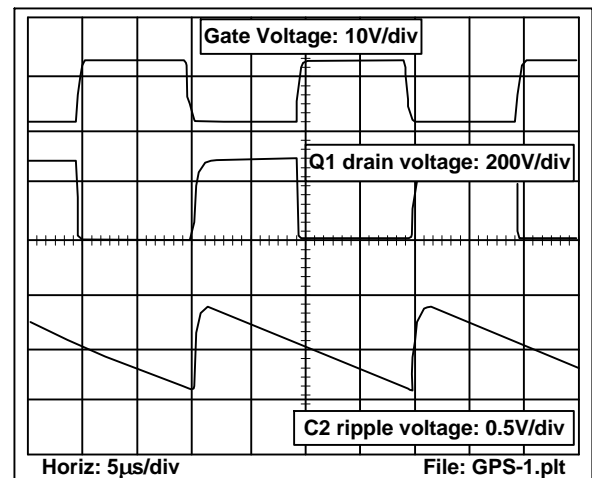 Gate Voltage: 10V/div
Q1 drain voltage: 200V/div
C2 ripple voltage: 0.5V/div
Horiz: 5µs/div
File: GPS-1.plt